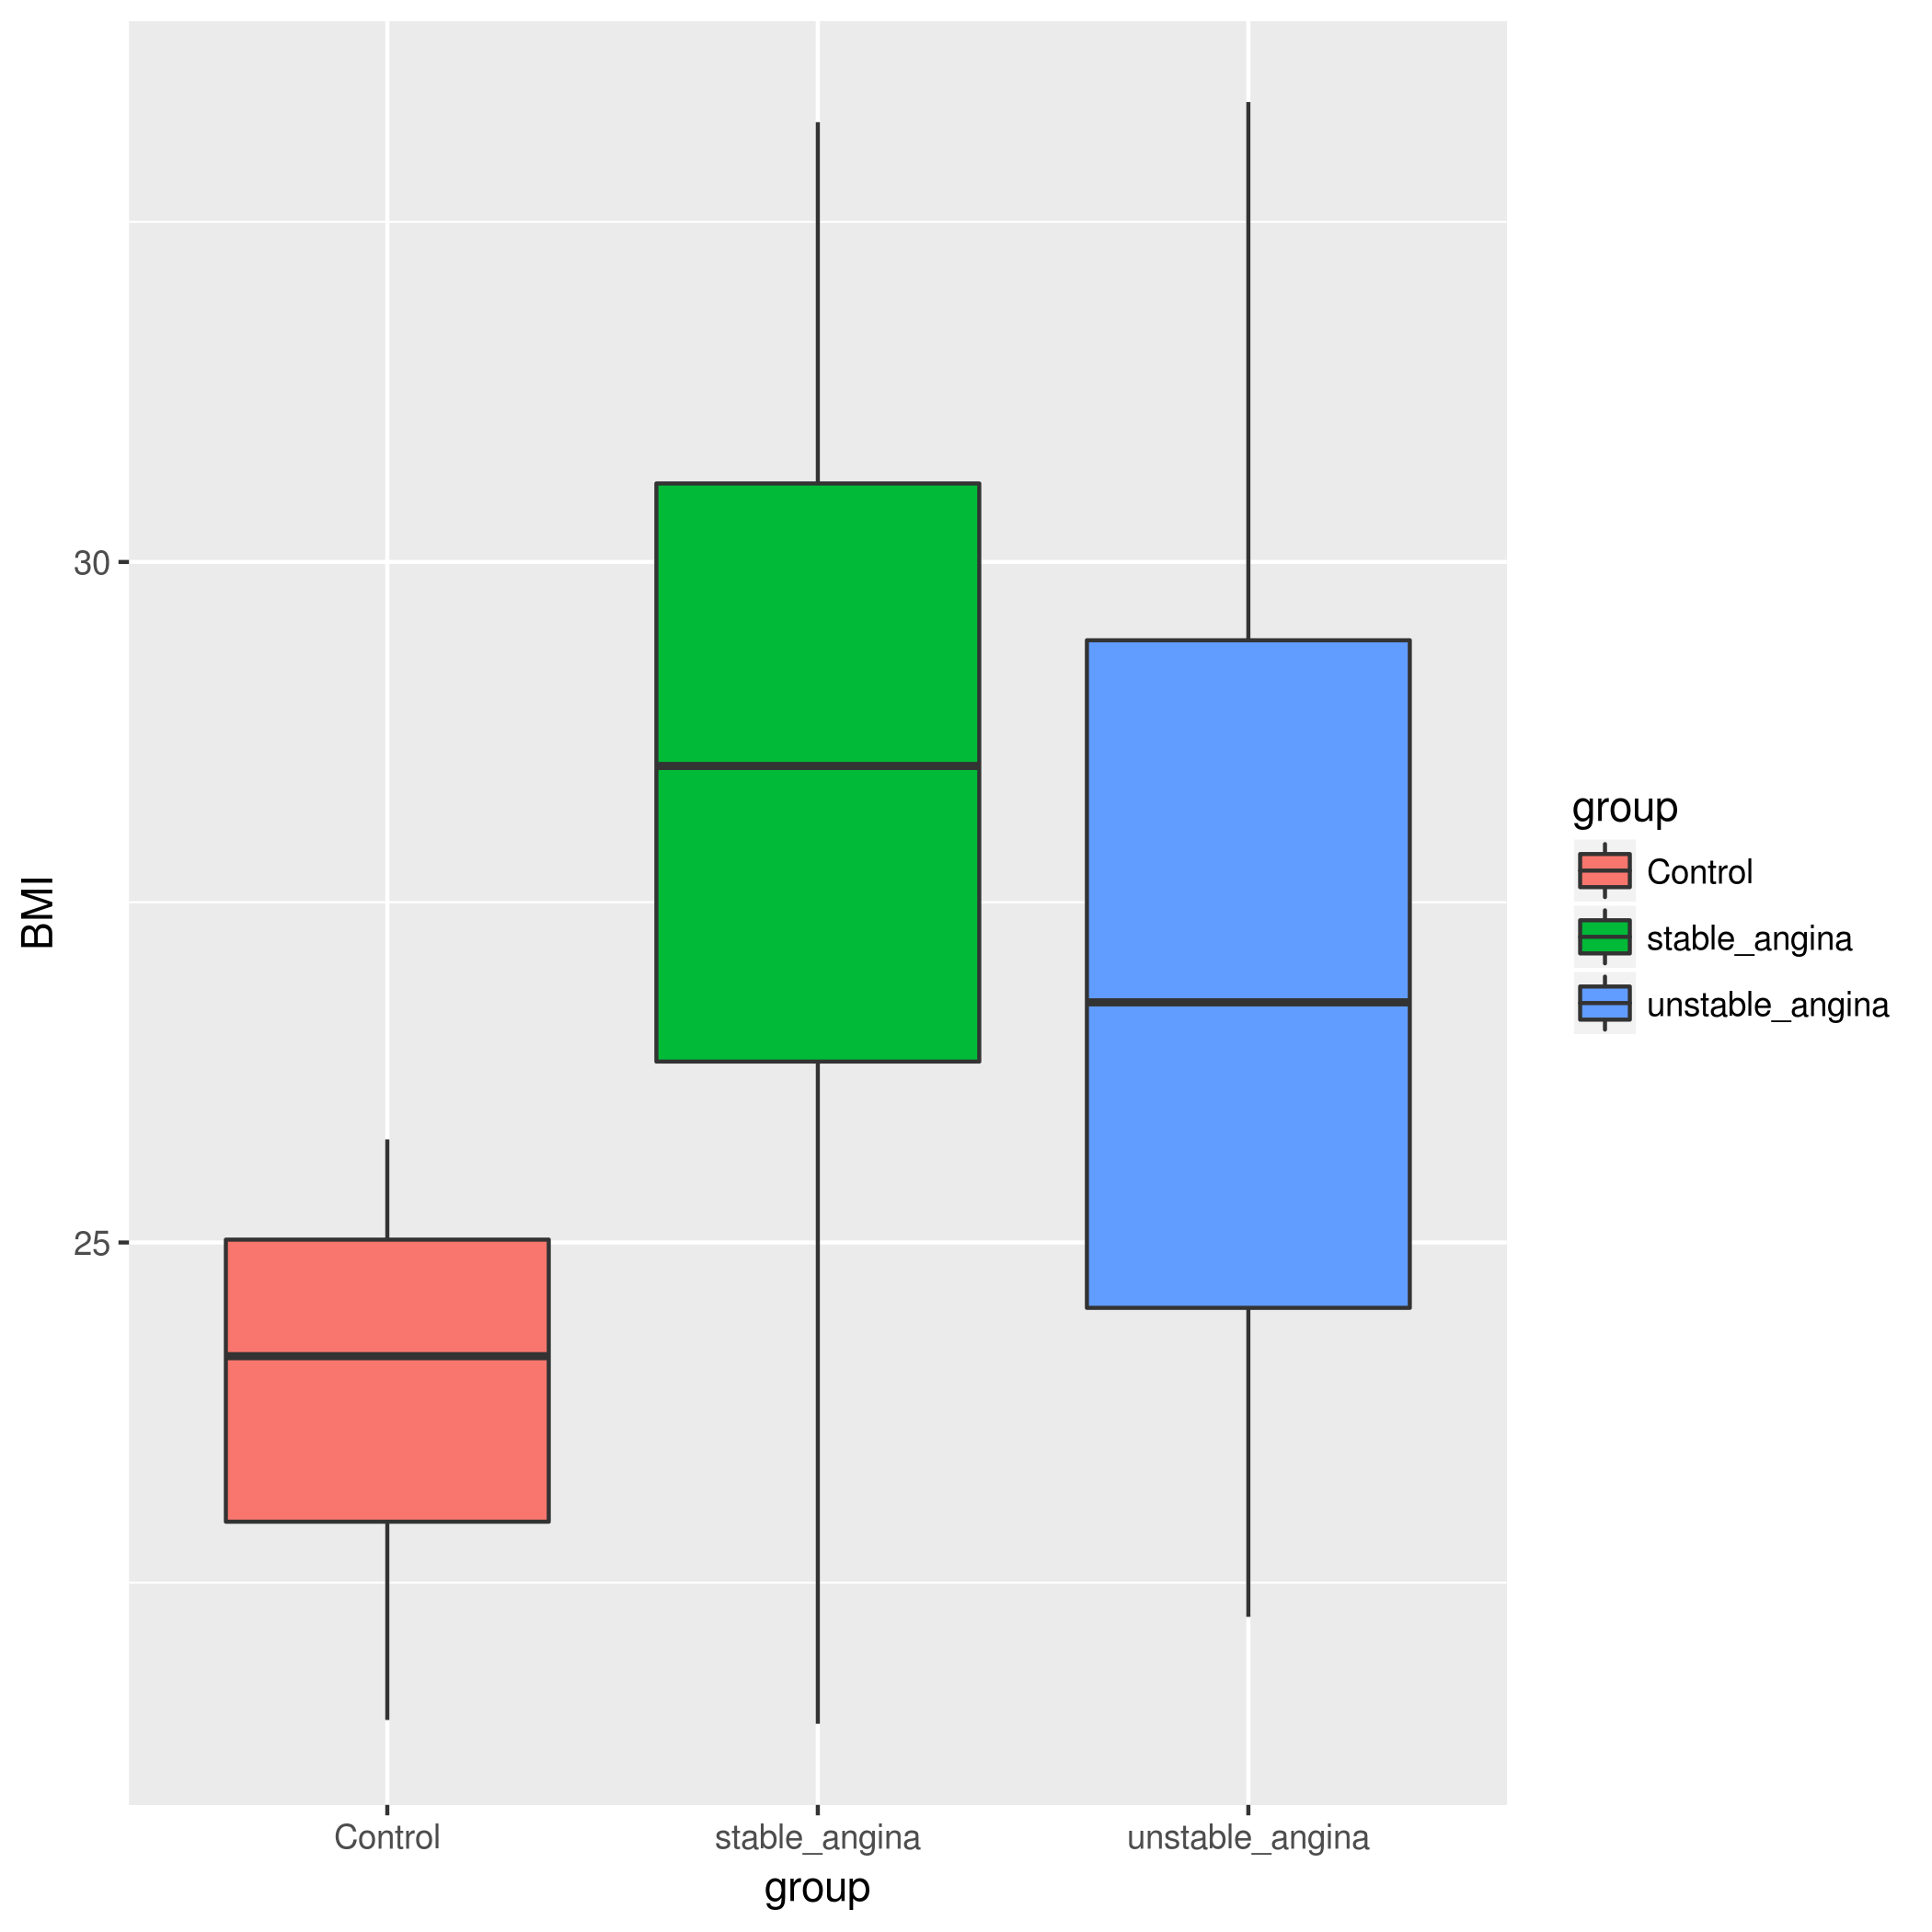 BMI
30
25
Control
stable_angina
unstable_angina
group
group
Control
stable_angina
unstable_angina